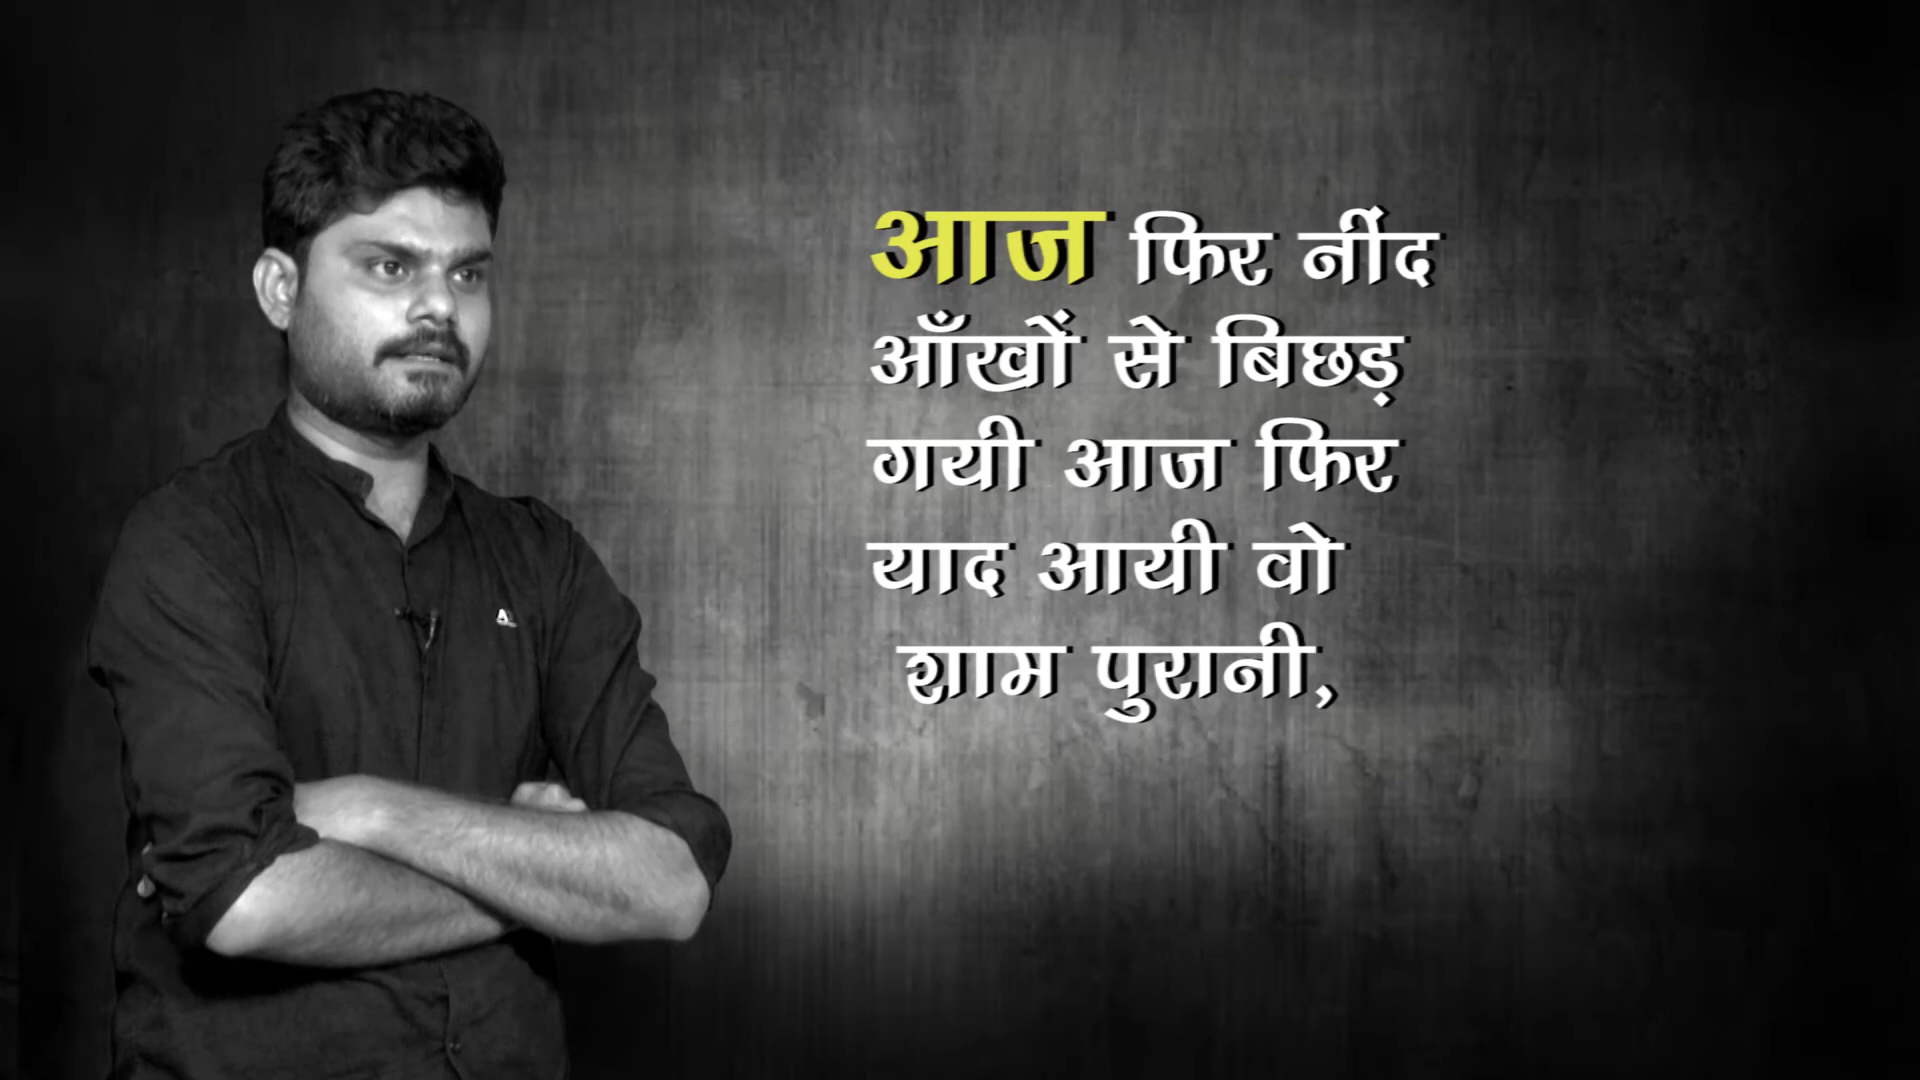 आज फिर नींद
आँखों से बिछड़
गयी आज फिर
याद आयी वो
शाम पुरानी,